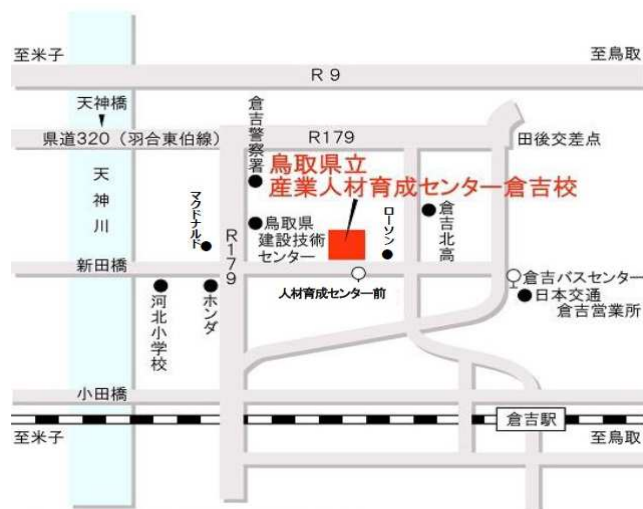 至米子
至鳥取
R 9
天神橋
県道320（羽合東伯線）
R179
田後交差点
倉吉警察署
鳥取県立
産業人材育成センター倉吉校
天神川
マクドナルド
R179
鳥取県
建設技術
センター
ローソン
倉吉北高
新田橋
人材育成センター前
倉吉バスセンター
日本交通
倉吉営業所
河北小学校
ホンダ
小田橋
倉吉駅
至米子
至鳥取